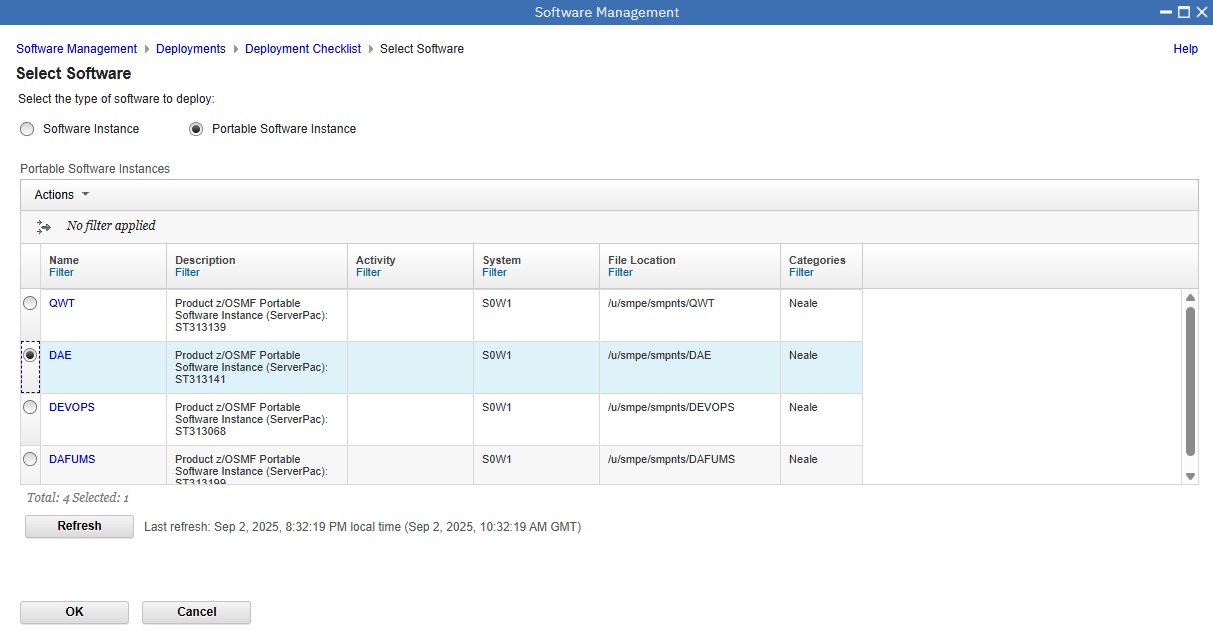 Software Management
Software Management Deployments Deployment Checklist Select Software Help
Select Software
Select the type of software to deploy:
Software Instance Portable Software Instance
Portable Software Instances
Actions
No filter applied
Name Description Activity System File Location Categories
Filter Filter Filter Filter Filter Filter
QWT Product z/OSMF Portable S0W1 /u/smpe/smpnts/QWT Neale
Software Instance (ServerPac):
ST313139
DAE Product z/OSMF Portable S0W1 /u/smpe/smpnts/DAE Neale
Software Instance (ServerPac):
ST313141
DEVOPS Product z/OSMF Portable S0W1 /u/smpe/smpnts/DEVOPS Neale
Software Instance (ServerPac):
ST313068
DAFUMS Product z/OSMF Portable S0W1 /u/smpe/smpnts/DAFUMS Neale
Software Instance (ServerPac):
ST313199
Total: 4 Selected: 1
Refresh Last refresh: Sep 2, 2025, 8:32:19 PM local time (Sep 2, 2025, 10:32:19 AM GMT)
OK Cancel